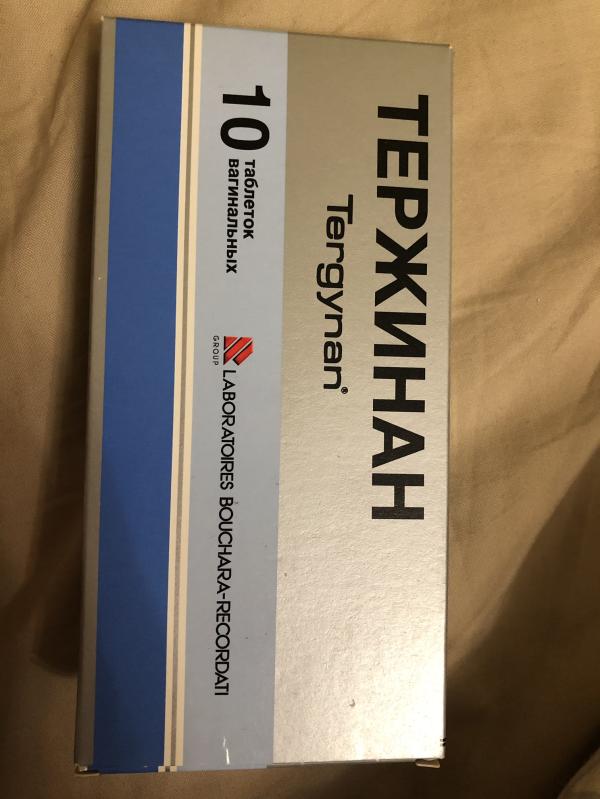 ТЕРЖИНАН
Tergynan®
10 таблеток
вагинальных
GROUP
LABORATOIRES BOUCHARA-RECORDATI